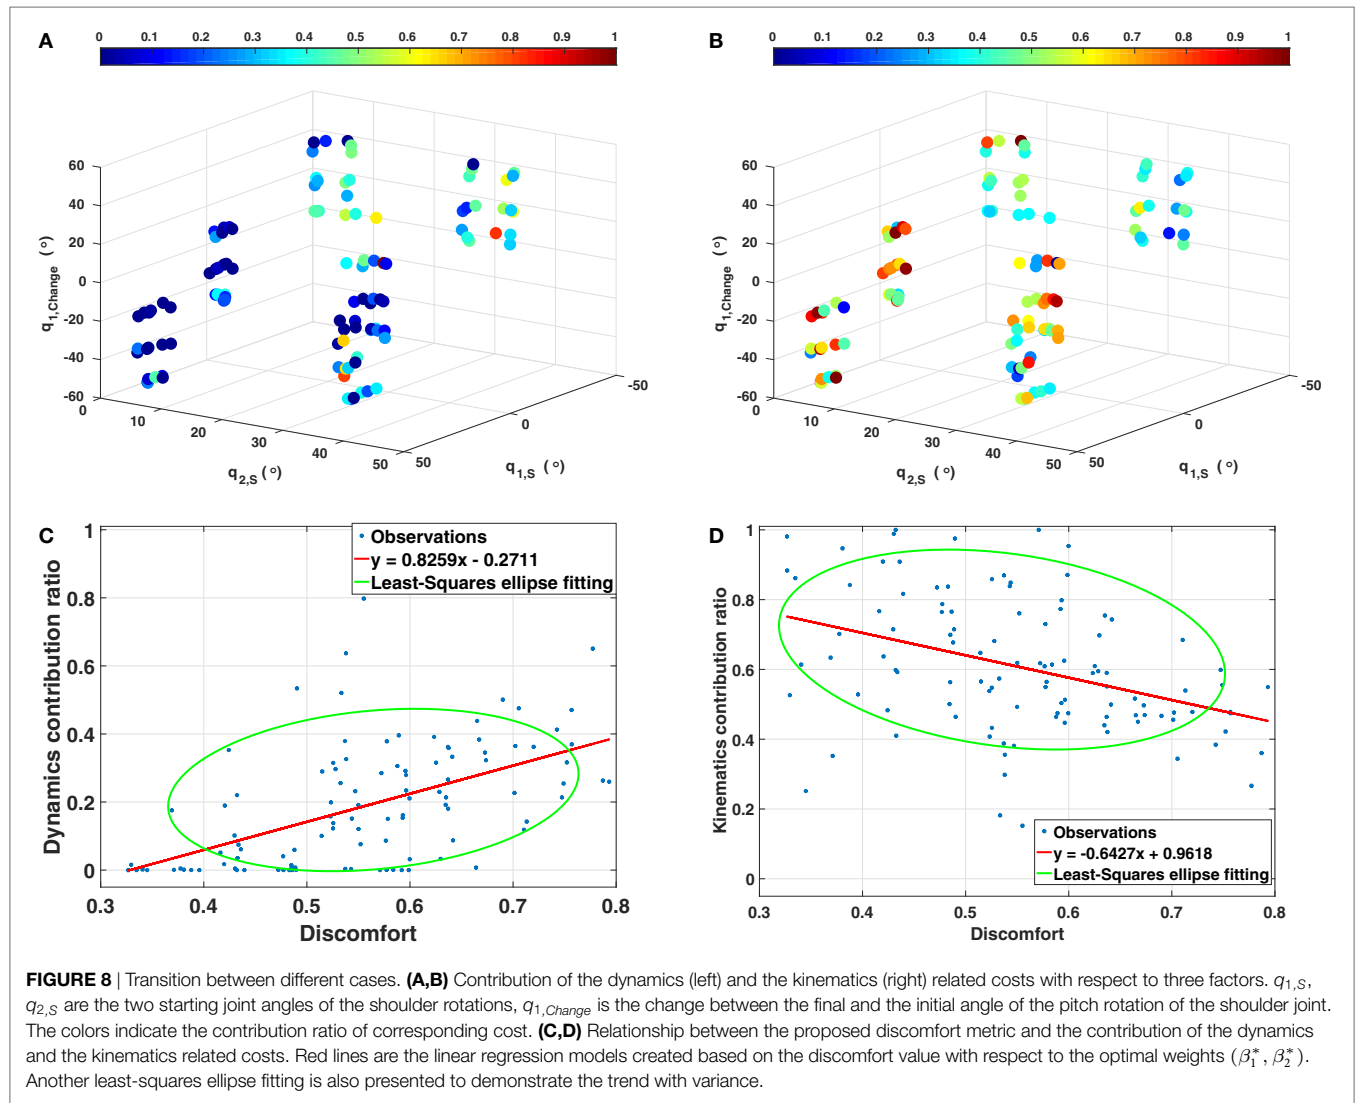 A
0 0.1 0.2 0.3 0.4 0.5 0.6 0.7 0.8 0.9 1
60
40
20
0
-20
-40
-60
q1,Change (°)
0
10
20
30
40
50
q2,S (°)
50
0
-50
q1,S (°)
B
0 0.1 0.2 0.3 0.4 0.5 0.6 0.7 0.8 0.9 1
60
40
20
0
-20
-40
-60
q1,Change (°)
0
10
20
30
40
50
q2,S (°)
50
0
-50
q1,S (°)
C
Observations
y = 0.8259x - 0.2711
Least-Squares ellipse fitting
1
0.8
0.6
0.4
0.2
0
Dynamics contribution ratio
0.3 0.4 0.5 0.6 0.7 0.8
Discomfort
D
1
0.8
0.6
0.4
0.2
0
Kinematics contribution ratio
Observations
y = -0.6427x + 0.9618
Least-Squares ellipse fitting
0.3 0.4 0.5 0.6 0.7 0.8
Discomfort
FIGURE 8 | Transition between different cases. (A,B) Contribution of the dynamics (left) and the kinematics (right) related costs with respect to three factors. q1,S,
q2,S are the two starting joint angles of the shoulder rotations, q1,Change is the change between the final and the initial angle of the pitch rotation of the shoulder joint.
The colors indicate the contribution ratio of corresponding cost. (C,D) Relationship between the proposed discomfort metric and the contribution of the dynamics
and the kinematics related costs. Red lines are the linear regression models created based on the discomfort value with respect to the optimal weights (β1*, β2*).
Another least-squares ellipse fitting is also presented to demonstrate the trend with variance.